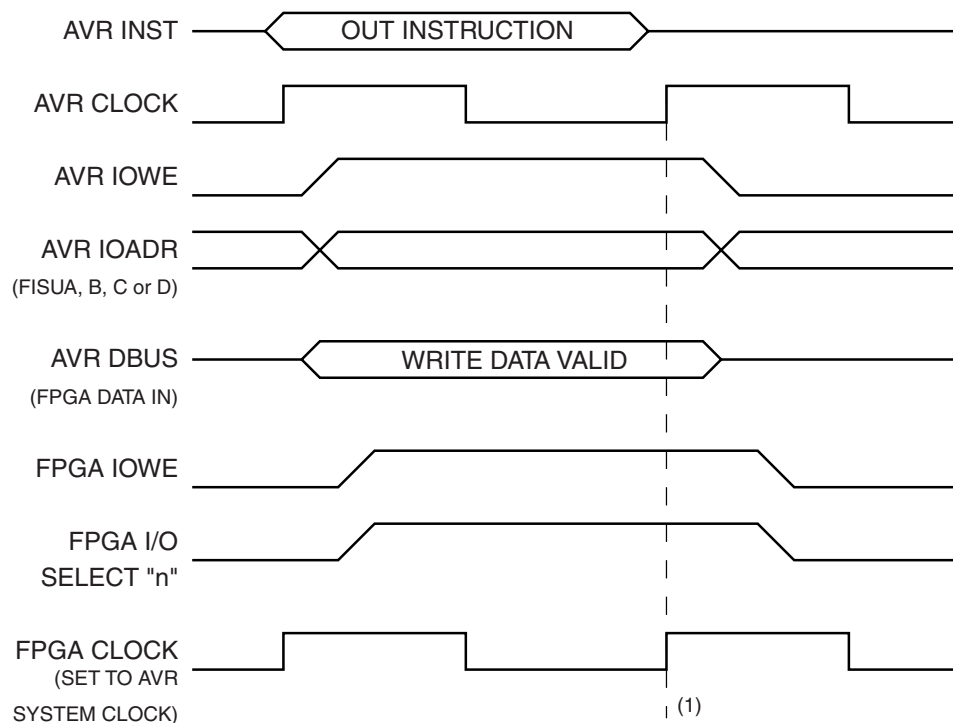 AVR INST
OUT INSTRUCTION
AVR CLOCK
AVR IOWE
AVR IOADR
(FISUA, B, C or D)
AVR DBUS
WRITE DATA VALID
(FPGA DATA IN)
FPGA IOWE
FPGA I/O
SELECT "n"
FPGA CLOCK
(SET TO AVR
SYSTEM CLOCK)
(1)